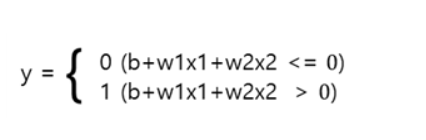 y = { 0 (b+w1x1+w2x2 <= 0)
1 (b+w1x1+w2x2 > 0)